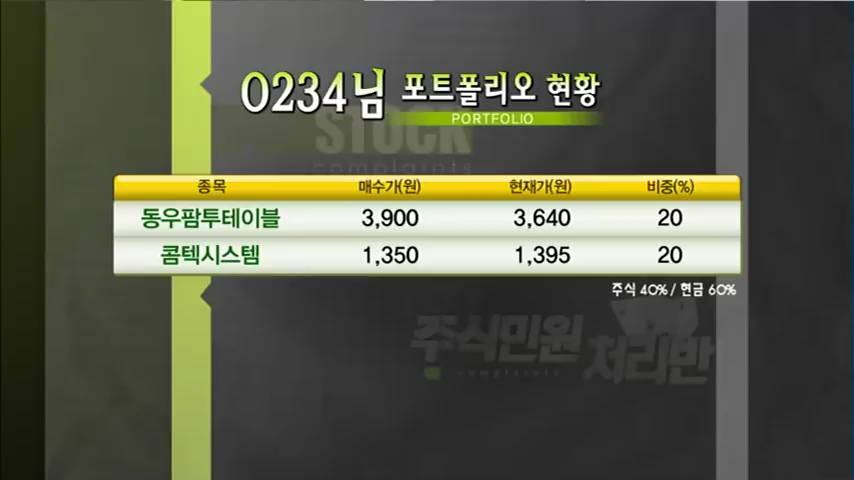 0234님 포트폴리오 현황
PORTFOLIO
STOCK
complaints
종목 매수가(원) 현재가(원) 비중(%)
동우팜투테이블 3,900 3,640 20
콤텍시스템 1,350 1,395 20
주식 40% / 현금 60%
주식민원 처리반
complaints